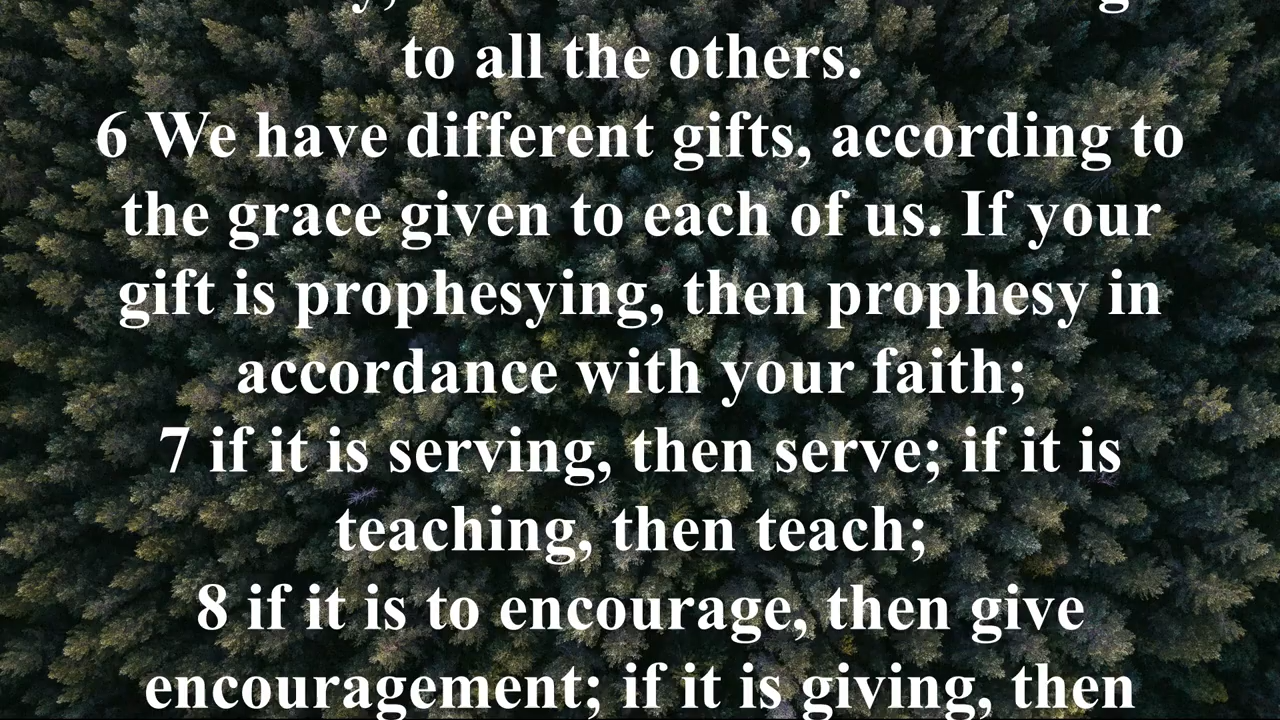 to all the others.
6 We have different gifts, according to
the grace given to each of us. If your
gift is prophesying, then prophesy in
accordance with your faith;
7 if it is serving, then serve; if it is
teaching, then teach;
8 if it is to encourage, then give
encouragement; if it is giving, then